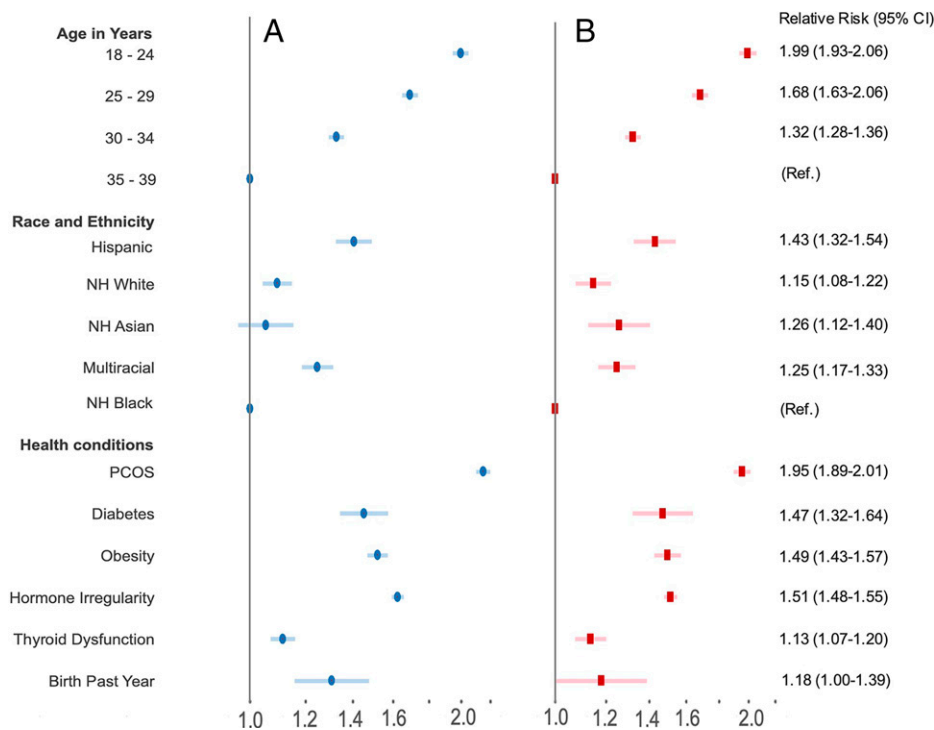 A B Relative Risk (95% CI)
Age in Years
18 - 24 1.99 (1.93-2.06)
25 - 29 1.68 (1.63-2.06)
30 - 34 1.32 (1.28-1.36)
35 - 39 (Ref.)
Race and Ethnicity
Hispanic 1.43 (1.32-1.54)
NH White 1.15 (1.08-1.22)
NH Asian 1.26 (1.12-1.40)
Multiracial 1.25 (1.17-1.33)
NH Black (Ref.)
Health conditions
PCOS 1.95 (1.89-2.01)
Diabetes 1.47 (1.32-1.64)
Obesity 1.49 (1.43-1.57)
Hormone Irregularity 1.51 (1.48-1.55)
Thyroid Dysfunction 1.13 (1.07-1.20)
Birth Past Year 1.18 (1.00-1.39)
1.0 1.2 1.4 1.6 2.0 1.0 1.2 1.4 1.6 2.0